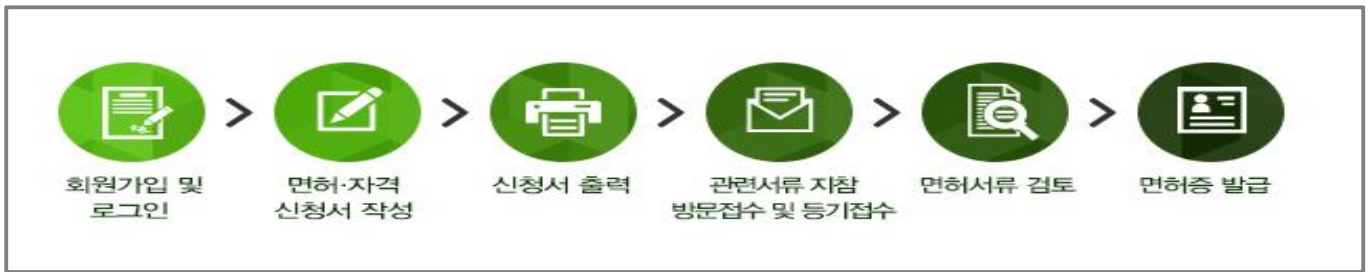 회원가입 및
로그인
면허·자격
신청서 작성
신청서 출력
관련서류 지참
방문접수 및 등기접수
면허서류 검토
면허증 발급